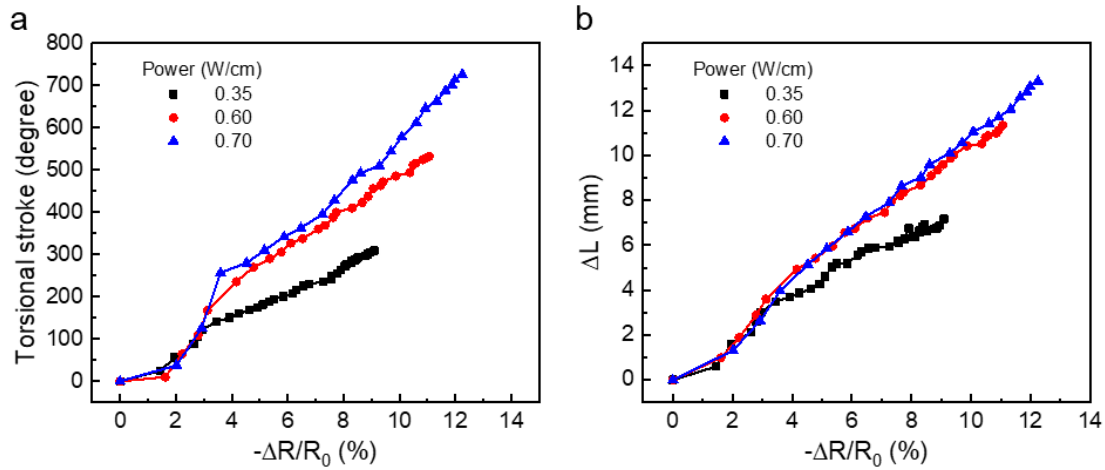 a
800
700
600
500
400
300
200
100
0
Torsional stroke (degree)
Power (W/cm)
0.35
0.60
0.70
0 2 4 6 8 10 12 14
-ΔR/R₀ (%)
b
14
12
10
8
6
4
2
0
ΔL (mm)
Power (W/cm)
0.35
0.60
0.70
0 2 4 6 8 10 12 14
-ΔR/R₀ (%)